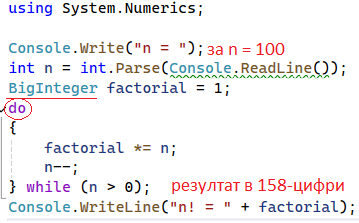 using System.Numerics;
Console.Write("n = "); за n = 100
int n = int.Parse(Console.ReadLine());
BigInteger factorial = 1;
do
{
factorial *= n;
n--;
} while (n > 0); резултат в 158-цифри
Console.WriteLine("n! = " + factorial);